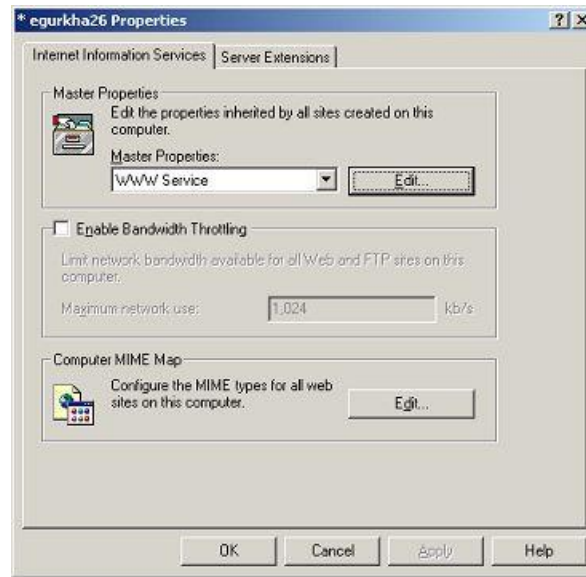 * egurkha26 Properties
Internet Information Services
Server Extensions
Master Properties
Edit the properties inherited by all sites created on this
computer.
Master Properties:
WWW Service
Edit...
Enable Bandwidth Throttling
Limit network bandwidth available for all Web and FTP sites on this
computer.
Maximum network use:
1,024
kb/s
Computer MIME Map
Configure the MIME types for all web
sites on this computer.
Edit...
OK
Cancel
Apply
Help